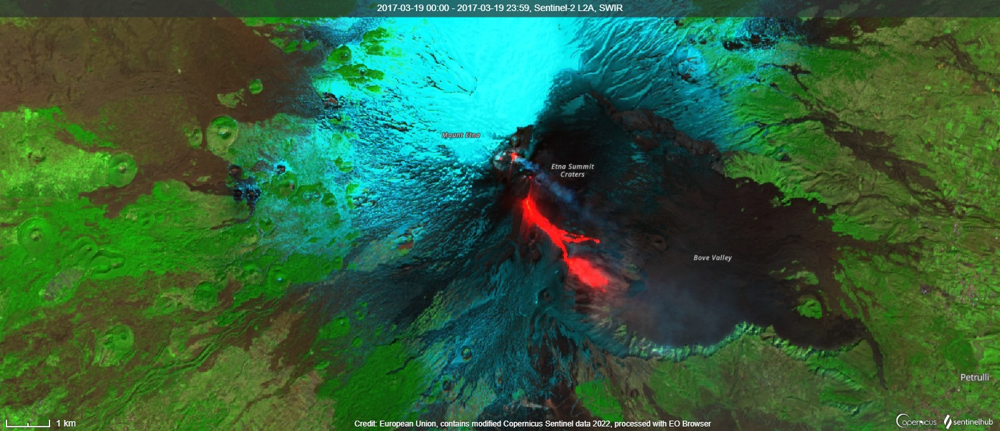 2017-03-19 00:00 - 2017-03-19 23:59, Sentinel-2 L2A, SWIR
Mount Etna
Etna Summit
Craters
Bove Valley
Petrulli
1 km
Credit: European Union, contains modified Copernicus Sentinel data 2022, processed with EO Browser
opernicus
sentinelhub